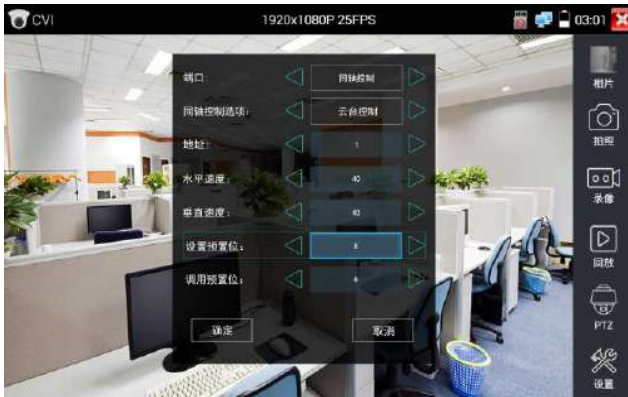 CVI 1920x1080P 25FPS 03:01
端口: 同轴控制
同轴控制选项: 云台控制
地址: 1
水平速度: 40
垂直速度: 40
设置预置位:
调用预置位:
确定 取消
相片
拍照
录像
回放
PTZ
设置